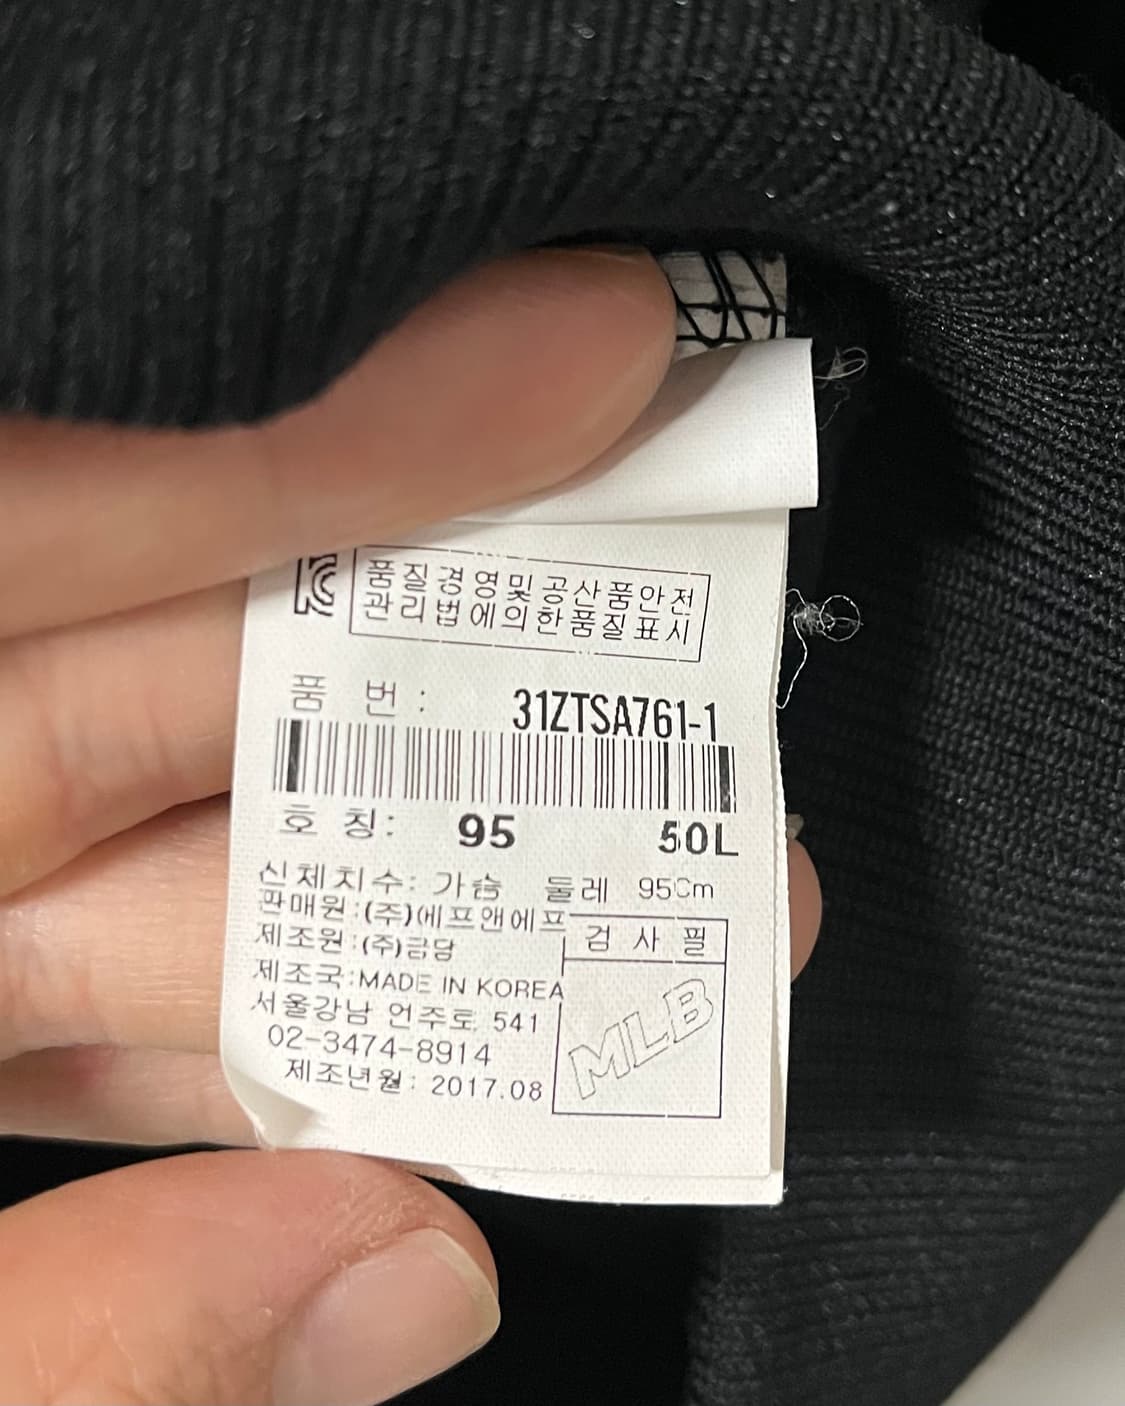 품질경영및공산품안전
관리법에의한품질표시
품 번 : 31ZTSA761-1
호 칭: 95 50L
신체치수: 가슴 둘레 95Cm
판매원:(주)에프앤에프
제조원:(주)금담
제조국:MADE IN KOREA
서울강남 언주로 541
02-3474-8914
제조년월: 2017.08
검 사 필
MLB